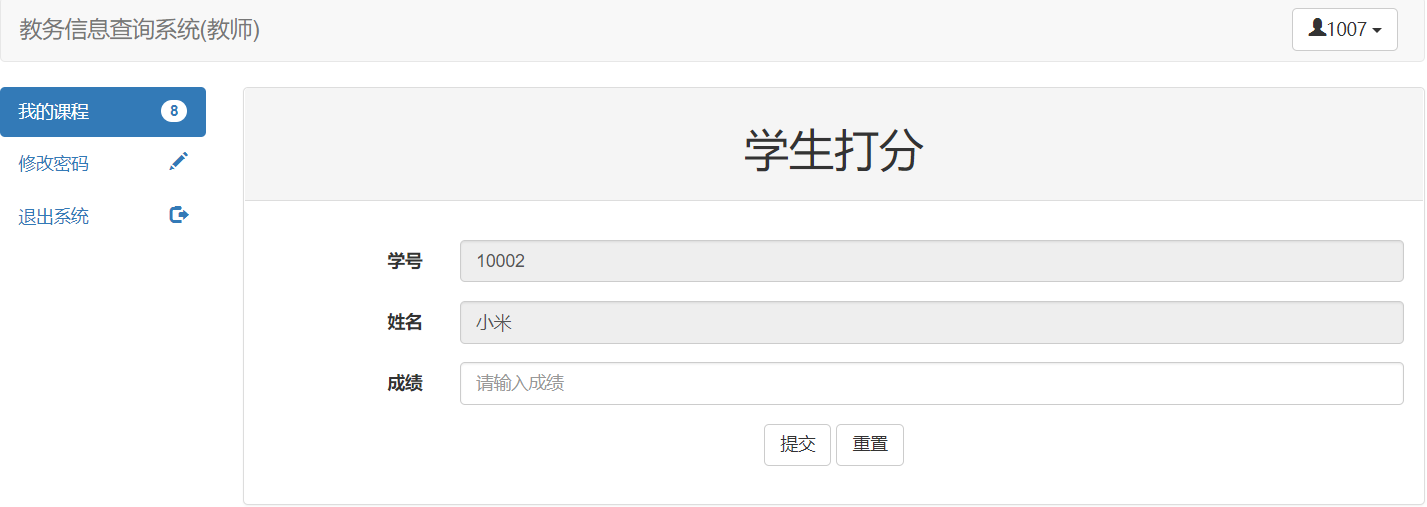 教务信息查询系统(教师)
1007
我的课程 8
修改密码
退出系统
学生打分
学号 10002
姓名 小米
成绩 请输入成绩
提交 重置